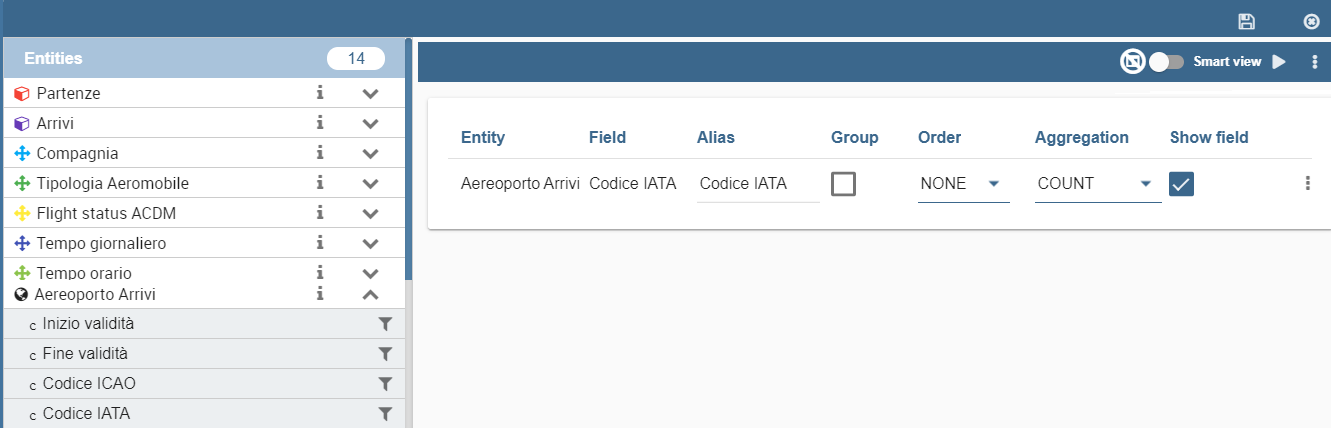 Entities 14
Smart view
Partenze
Arrivi
Compagnia
Tipologia Aeromobile
Flight status ACDM
Tempo giornaliero
Tempo orario
Aereoporto Arrivi
c Inizio validità
c Fine validità
c Codice ICAO
c Codice IATA
Entity Field Alias Group Order Aggregation Show field
Aereoporto Arrivi Codice IATA Codice IATA NONE COUNT